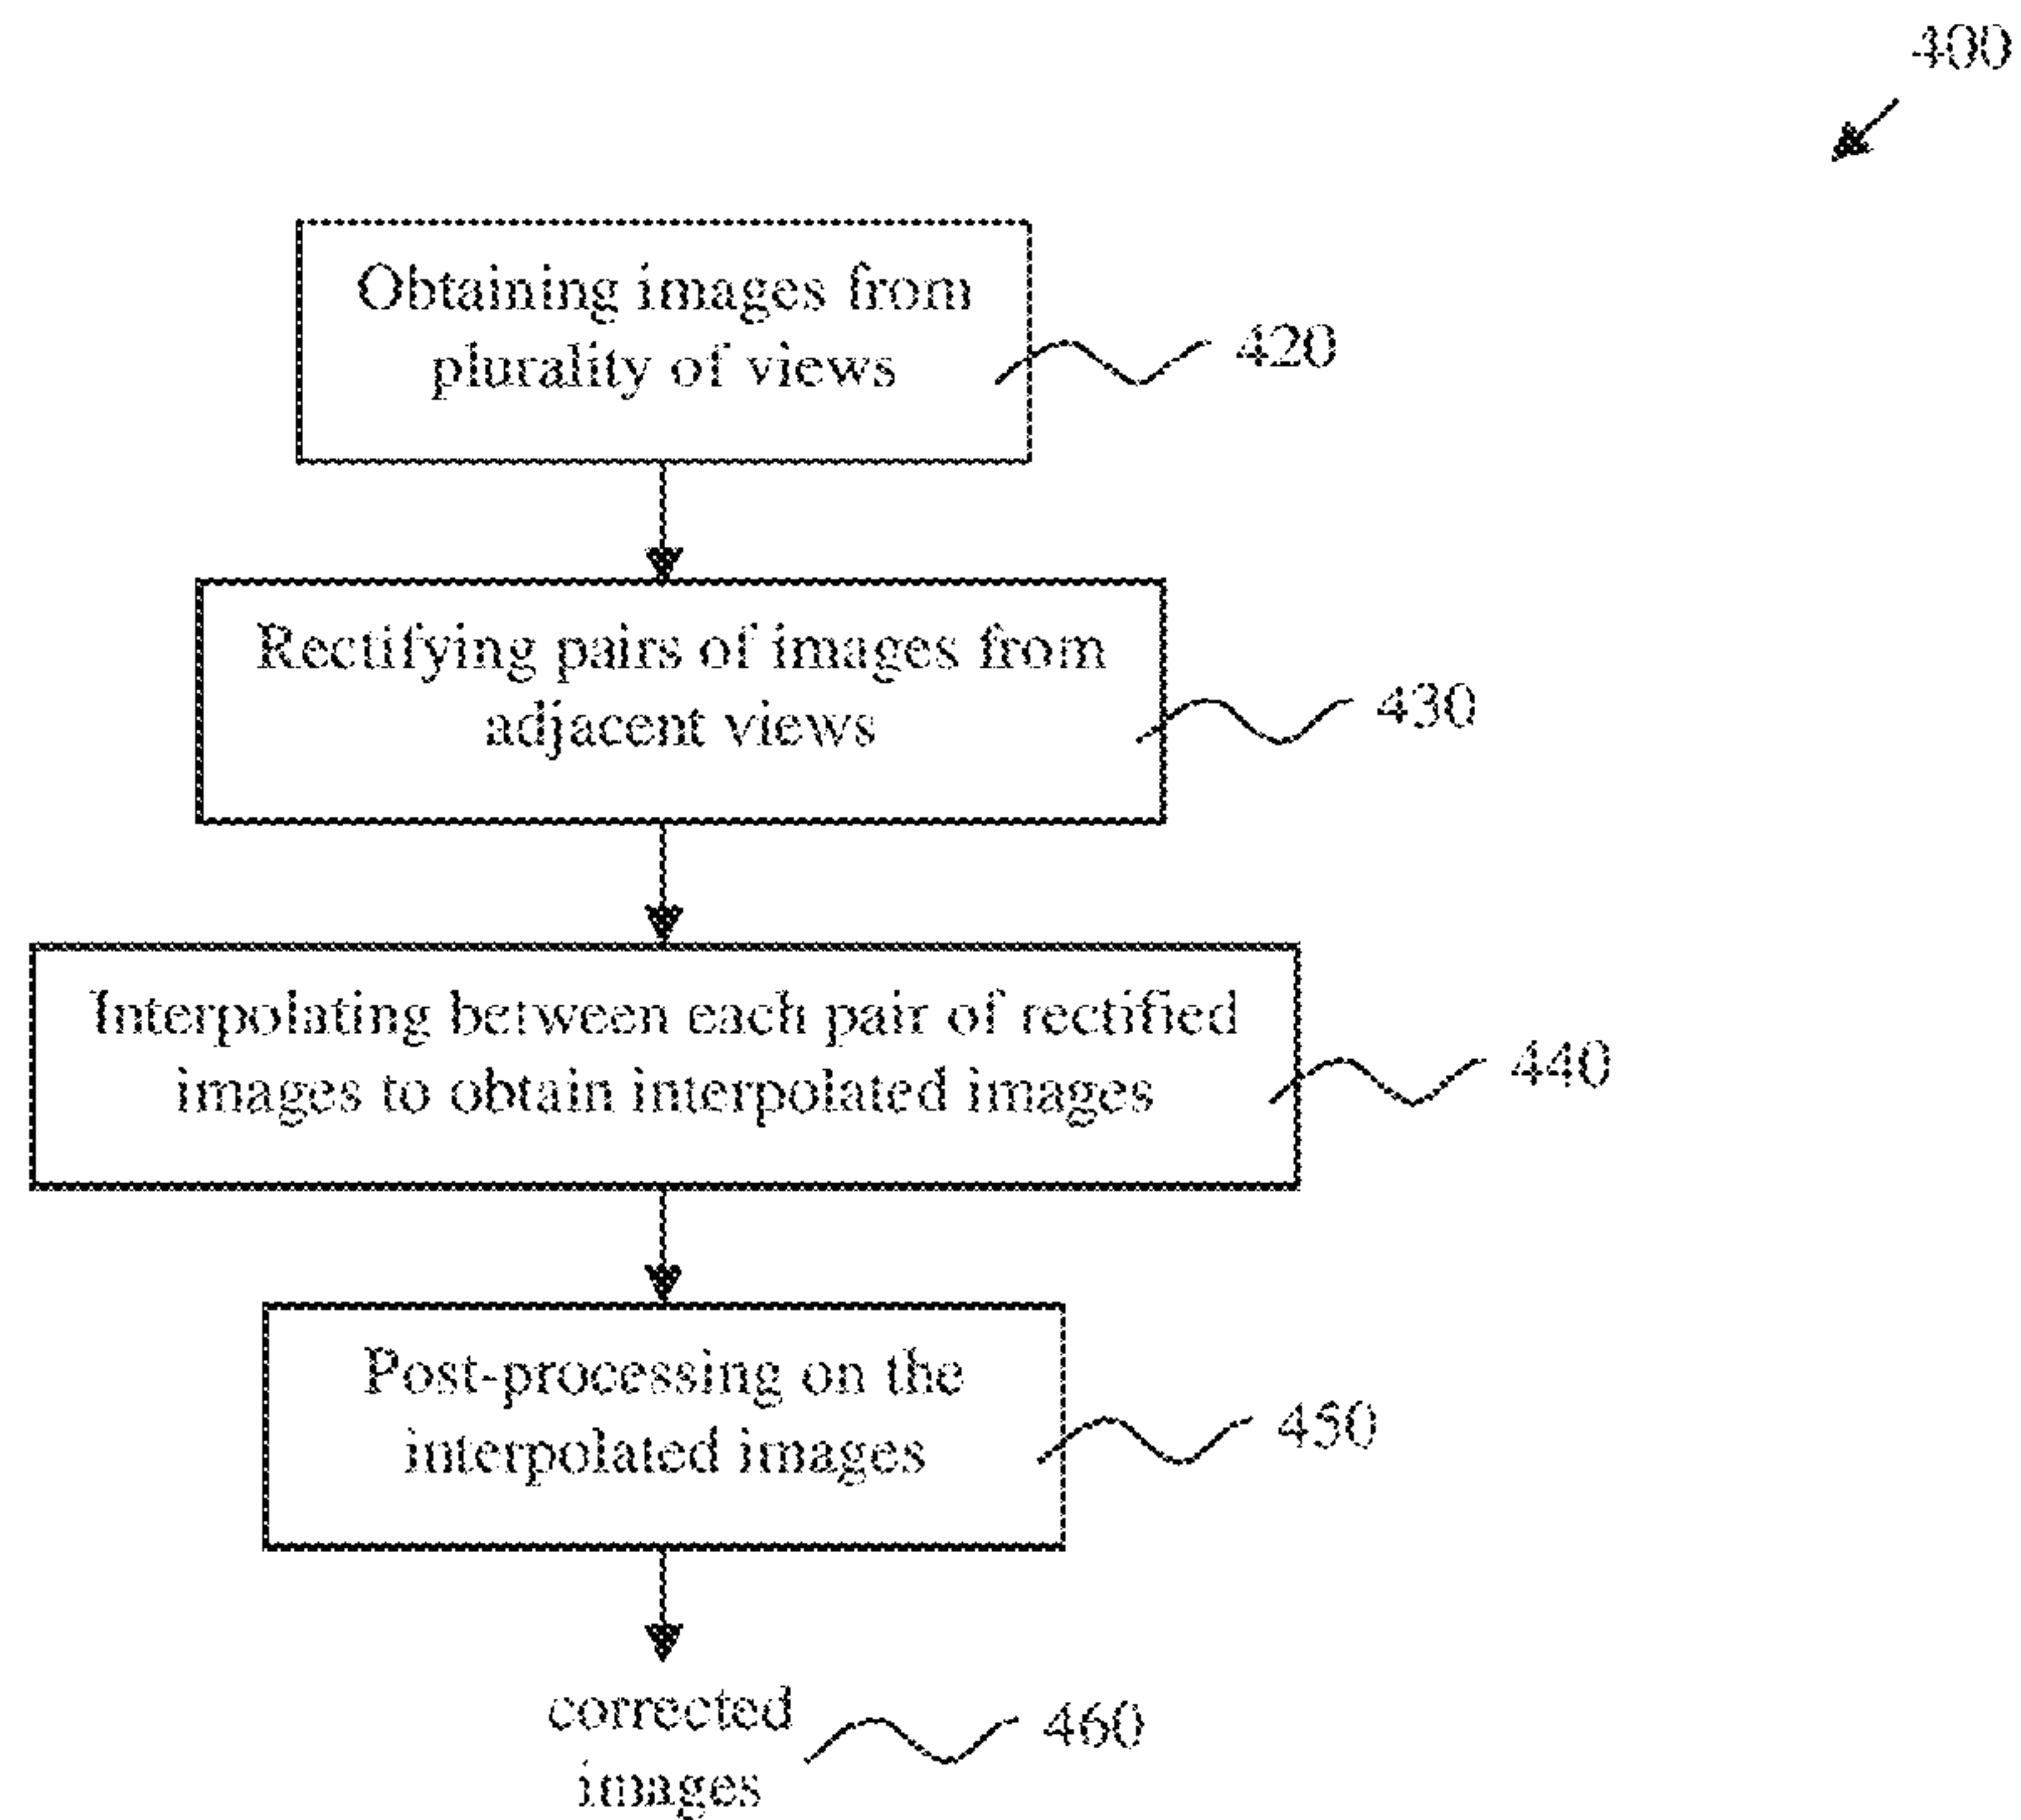 400
Obtaining images from
plurality of views
420
Rectifying pairs of images from
adjacent views
430
Interpolating between each pair of rectified
images to obtain interpolated images
440
Post-processing on the
interpolated images
450
corrected
images
460